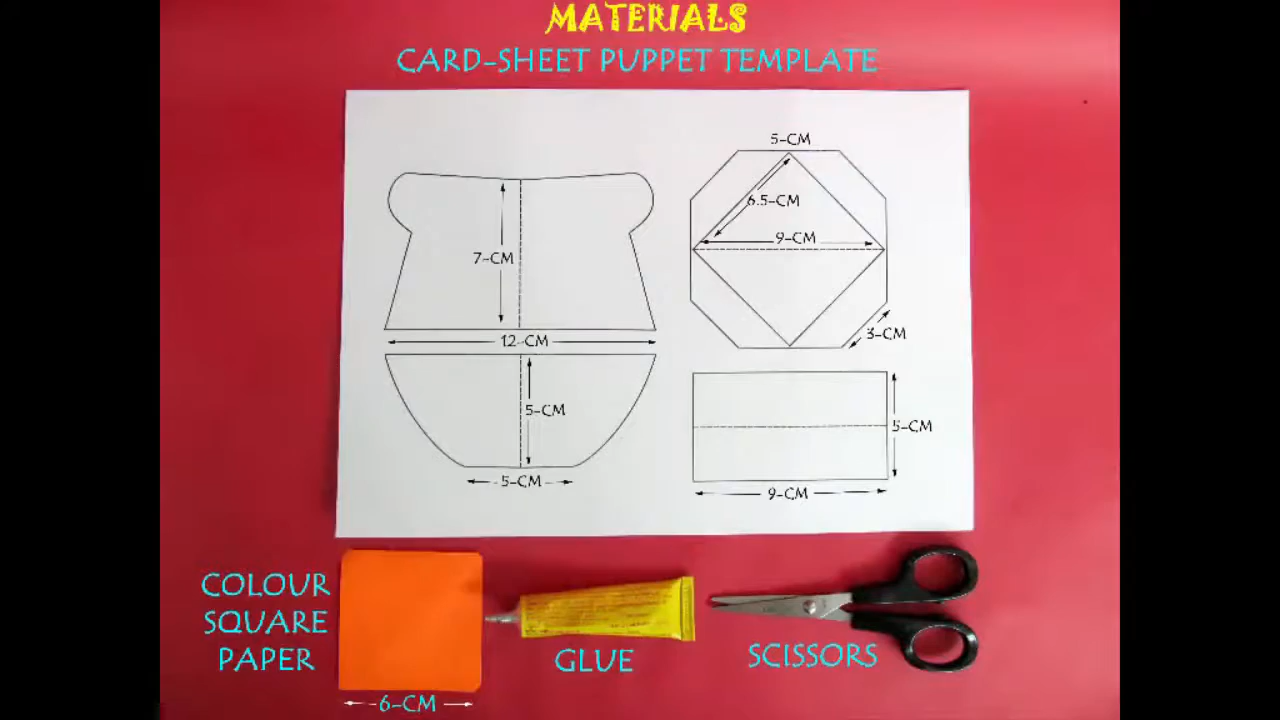 MATERIALS
CARD-SHEET PUPPET TEMPLATE
5-CM
6.5-CM
9-CM
7-CM
3-CM
12-CM
5-CM
5-CM
5-CM
9-CM
COLOUR
SQUARE
PAPER
GLUE
SCISSORS
6-CM